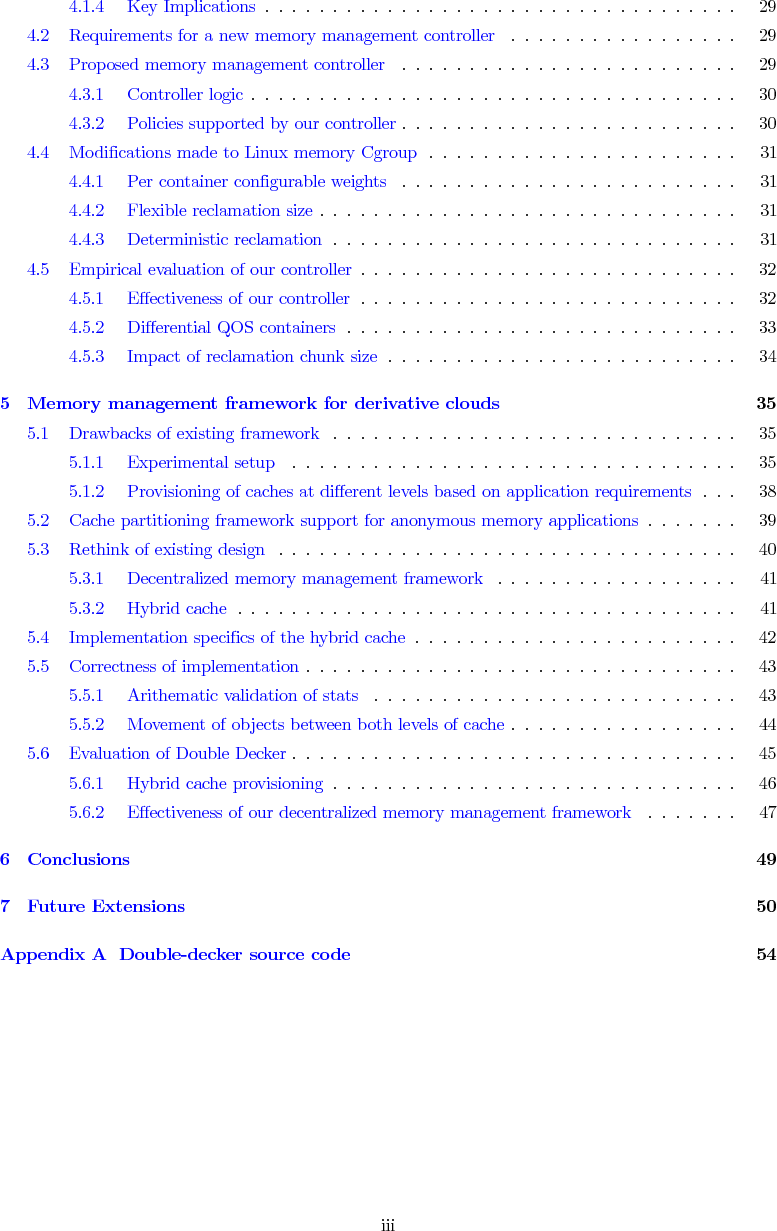 4.1.4 Key Implications . . . . . . . . . . . . . . . . . . . . . . . . . . . . . . . . . . . 29
4.2 Requirements for a new memory management controller . . . . . . . . . . . . . . . . . 29
4.3 Proposed memory management controller . . . . . . . . . . . . . . . . . . . . . . . . . 29
4.3.1 Controller logic . . . . . . . . . . . . . . . . . . . . . . . . . . . . . . . . . . . . 30
4.3.2 Policies supported by our controller . . . . . . . . . . . . . . . . . . . . . . . . . 30
4.4 Modifications made to Linux memory Cgroup . . . . . . . . . . . . . . . . . . . . . . . 31
4.4.1 Per container configurable weights . . . . . . . . . . . . . . . . . . . . . . . . . 31
4.4.2 Flexible reclamation size . . . . . . . . . . . . . . . . . . . . . . . . . . . . . . . 31
4.4.3 Deterministic reclamation . . . . . . . . . . . . . . . . . . . . . . . . . . . . . . 31
4.5 Empirical evaluation of our controller . . . . . . . . . . . . . . . . . . . . . . . . . . . . 32
4.5.1 Effectiveness of our controller . . . . . . . . . . . . . . . . . . . . . . . . . . . . 32
4.5.2 Differential QOS containers . . . . . . . . . . . . . . . . . . . . . . . . . . . . . 33
4.5.3 Impact of reclamation chunk size . . . . . . . . . . . . . . . . . . . . . . . . . . 34
5 Memory management framework for derivative clouds 35
5.1 Drawbacks of existing framework . . . . . . . . . . . . . . . . . . . . . . . . . . . . . . 35
5.1.1 Experimental setup . . . . . . . . . . . . . . . . . . . . . . . . . . . . . . . . . 35
5.1.2 Provisioning of caches at different levels based on application requirements . . . 38
5.2 Cache partitioning framework support for anonymous memory applications . . . . . . . 39
5.3 Rethink of existing design . . . . . . . . . . . . . . . . . . . . . . . . . . . . . . . . . . 40
5.3.1 Decentralized memory management framework . . . . . . . . . . . . . . . . . . 41
5.3.2 Hybrid cache . . . . . . . . . . . . . . . . . . . . . . . . . . . . . . . . . . . . . 41
5.4 Implementation specifics of the hybrid cache . . . . . . . . . . . . . . . . . . . . . . . . 42
5.5 Correctness of implementation . . . . . . . . . . . . . . . . . . . . . . . . . . . . . . . . 43
5.5.1 Arithematic validation of stats . . . . . . . . . . . . . . . . . . . . . . . . . . . 43
5.5.2 Movement of objects between both levels of cache . . . . . . . . . . . . . . . . . 44
5.6 Evaluation of Double Decker . . . . . . . . . . . . . . . . . . . . . . . . . . . . . . . . . 45
5.6.1 Hybrid cache provisioning . . . . . . . . . . . . . . . . . . . . . . . . . . . . . . 46
5.6.2 Effectiveness of our decentralized memory management framework . . . . . . . 47
6 Conclusions 49
7 Future Extensions 50
Appendix A Double-decker source code 54
iii